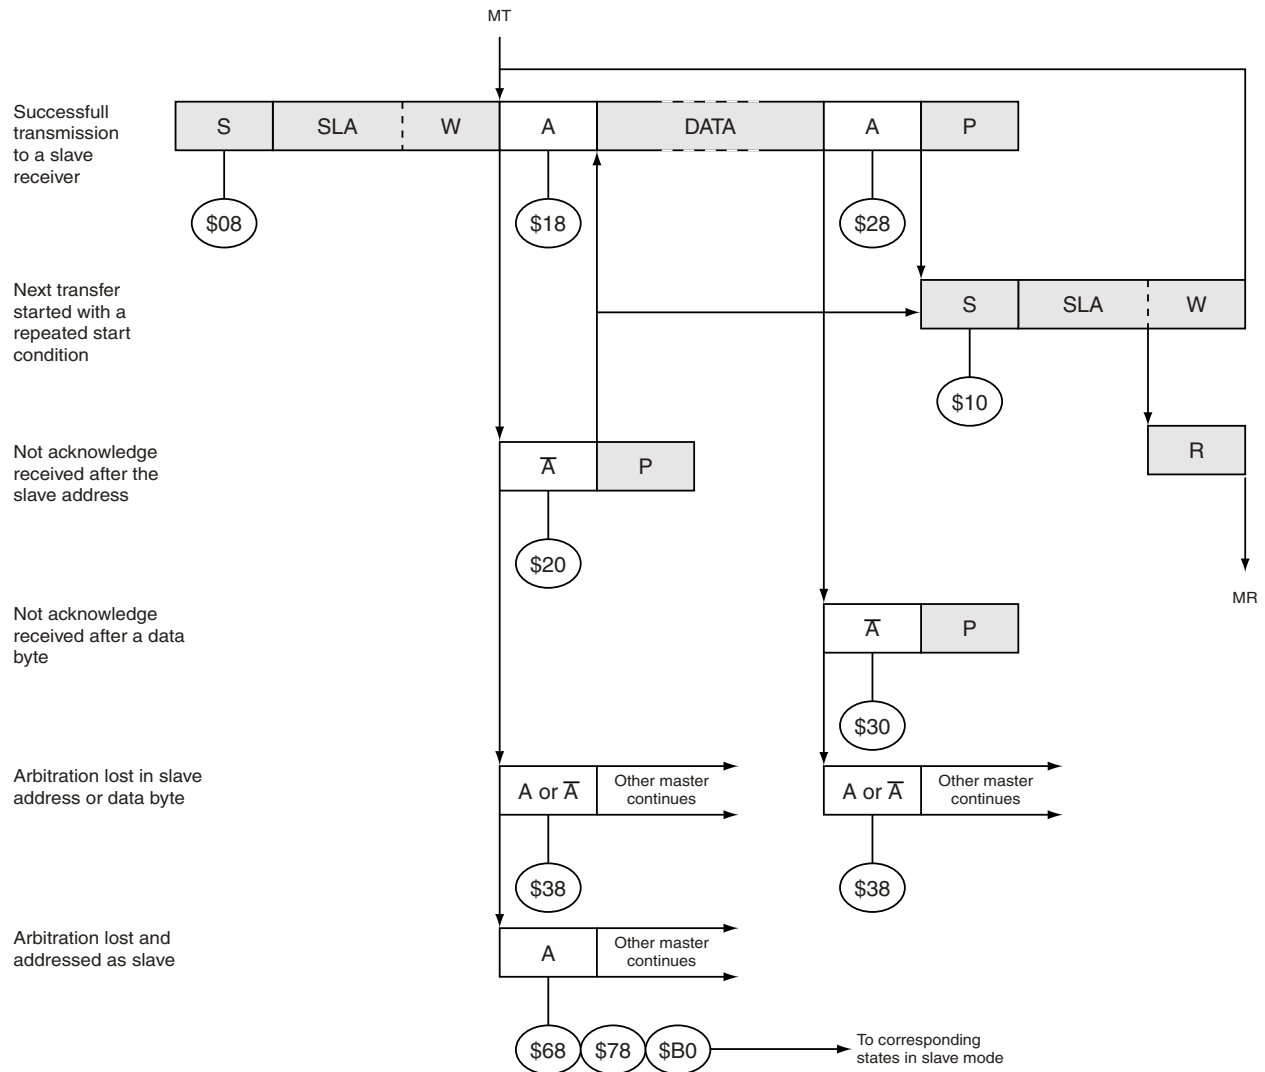 MT
Successfull
transmission
to a slave
receiver
S
SLA
W
A
DATA
A
P
$08
$18
$28
Next transfer
started with a
repeated start
condition
S
SLA
W
$10
Not acknowledge
received after the
slave address
A̅
P
R
$20
MR
Not acknowledge
received after a data
byte
A̅
P
$30
Arbitration lost in slave
address or data byte
A or A̅
Other master
continues
A or A̅
Other master
continues
$38
$38
Arbitration lost and
addressed as slave
A
Other master
continues
$68
$78
$B0
To corresponding
states in slave mode